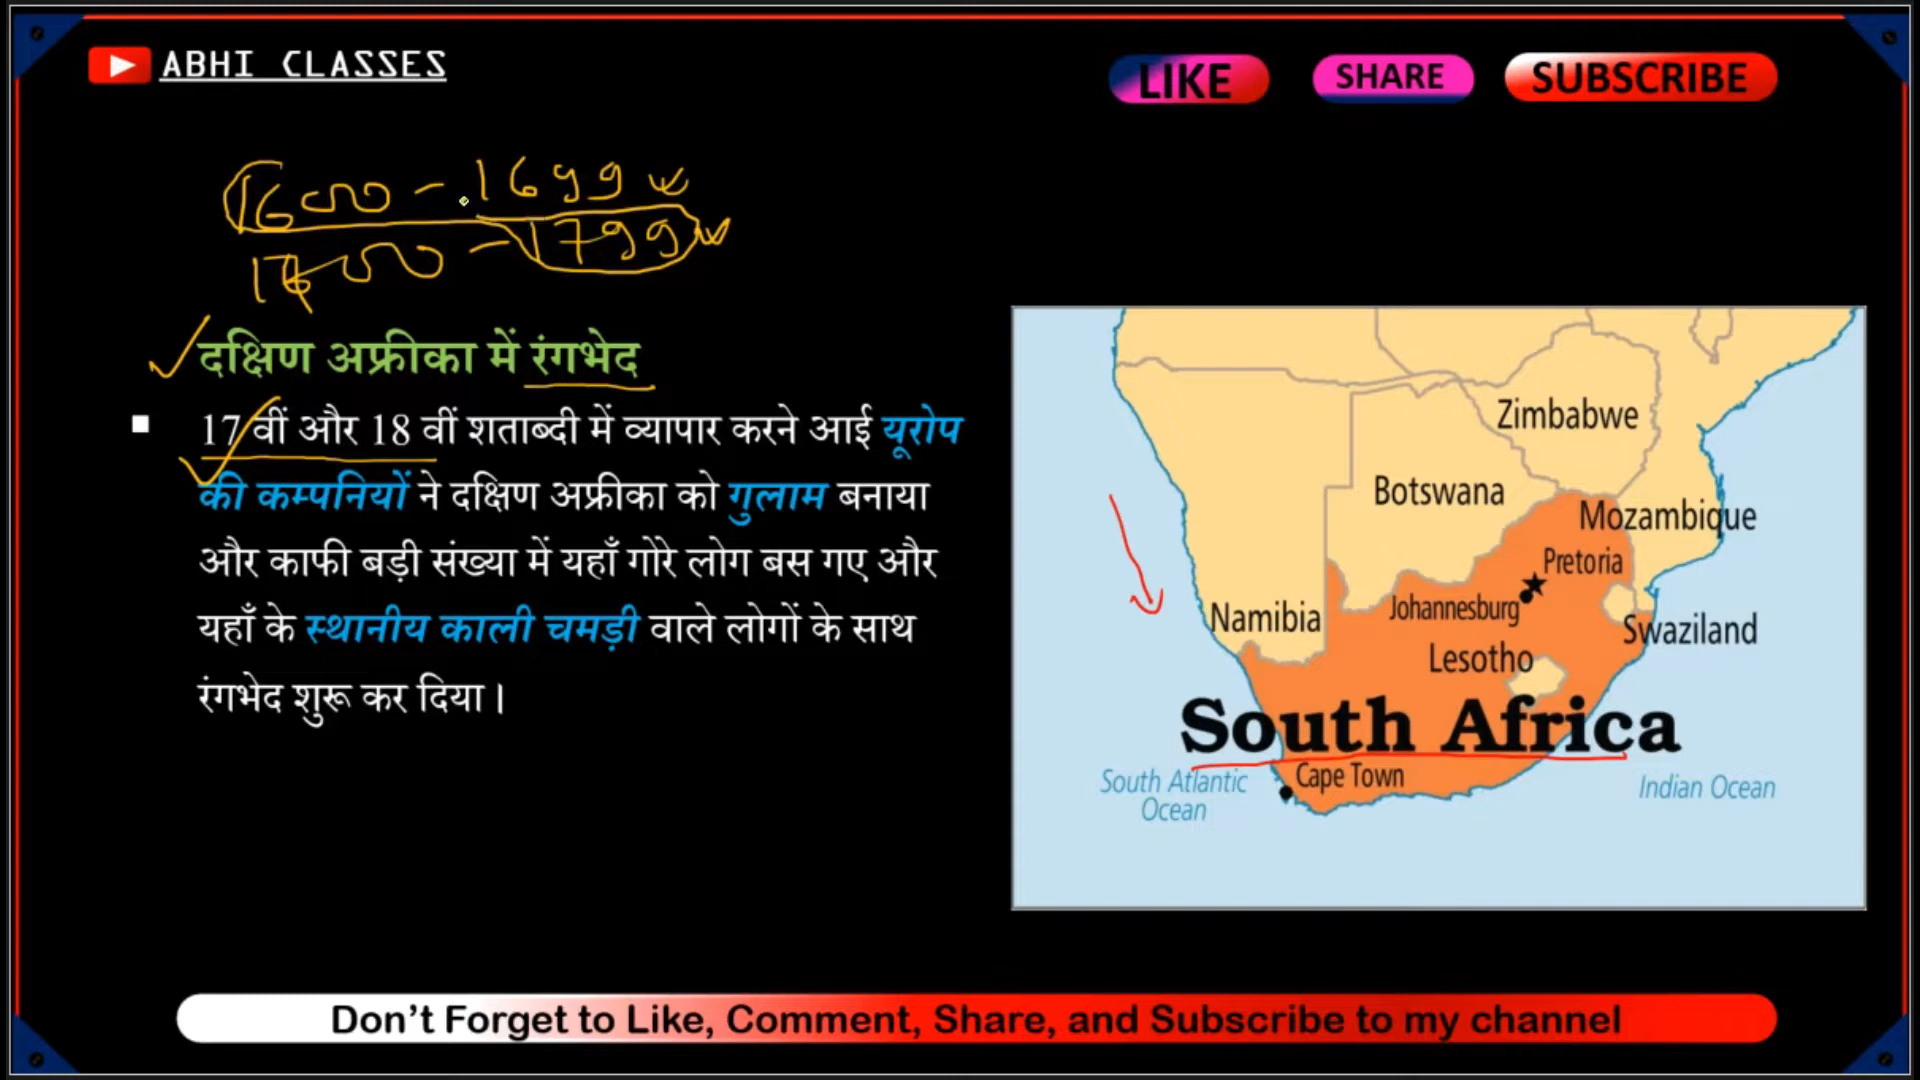 ABHI CLASSES
LIKE
SHARE
SUBSCRIBE
1600 - 1699
1700 - 1799
दक्षिण अफ्रीका में रंगभेद
17 वीं और 18 वीं शताब्दी में व्यापार करने आई यूरोप
की कम्पनियों ने दक्षिण अफ्रीका को गुलाम बनाया
और काफी बड़ी संख्या में यहाँ गोरे लोग बस गए और
यहाँ के स्थानीय काली चमड़ी वाले लोगों के साथ
रंगभेद शुरू कर दिया।
Zimbabwe
Botswana
Mozambique
Pretoria
Johannesburg
Namibia
Swaziland
Lesotho
South Africa
Cape Town
South Atlantic
Ocean
Indian Ocean
Don't Forget to Like, Comment, Share, and Subscribe to my channel